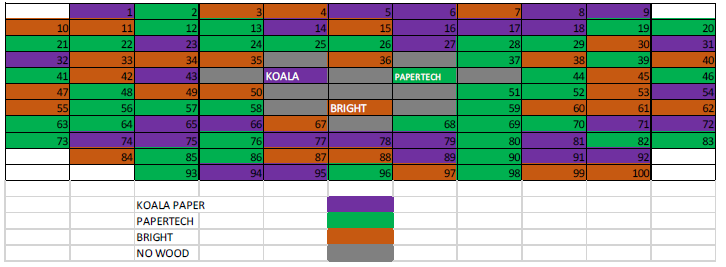 1 2 3 4 5 6 7 8 9
10 11 12 13 14 15 16 17 18 19 20
21 22 23 24 25 26 27 28 29 30 31
32 33 34 35 36 37 38 39 40
41 42 43 KOALA PAPERTECH 44 45 46
47 48 49 50 51 52 53 54
55 56 57 58 BRIGHT 59 60 61 62
63 64 65 66 67 68 69 70 71 72
73 74 75 76 77 78 79 80 81 82 83
84 85 86 87 88 89 90 91 92
93 94 95 96 97 98 99 100
KOALA PAPER
PAPERTECH
BRIGHT
NO WOOD